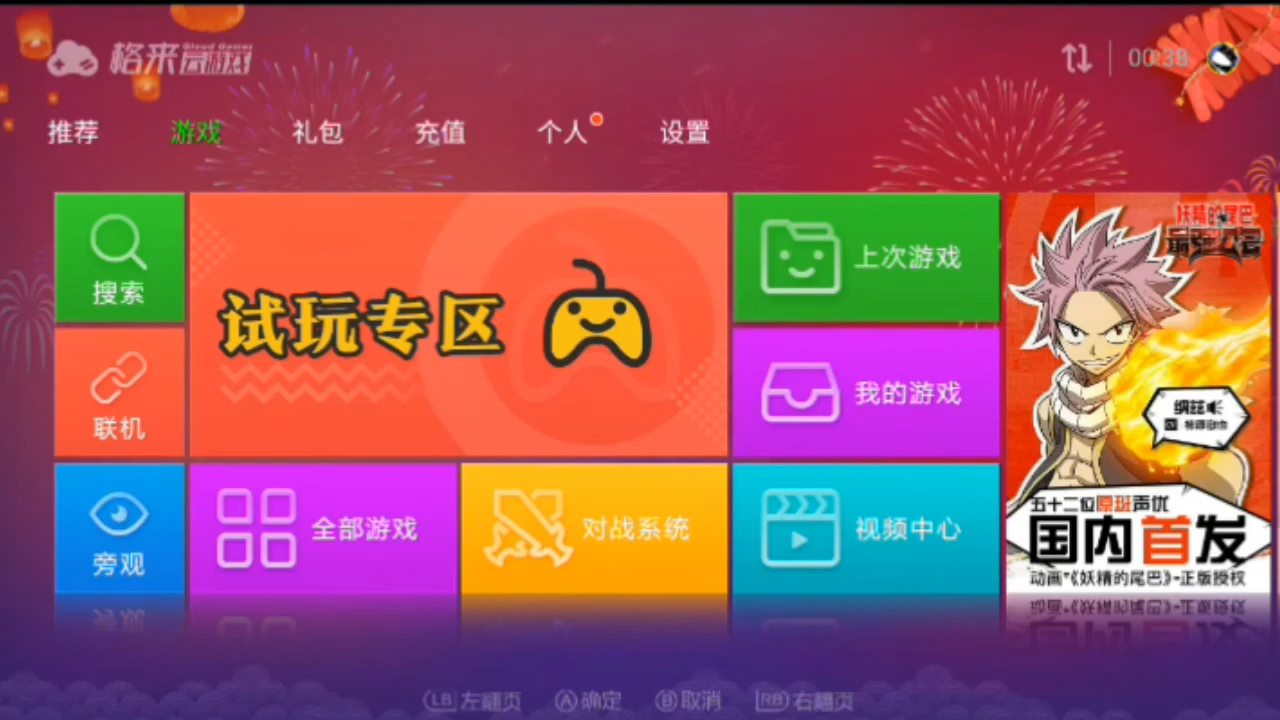 格来云游戏
Gloud Games
00:38
推荐
游戏
礼包
充值
个人
设置
搜索
试玩专区
上次游戏
联机
我的游戏
旁观
全部游戏
对战系统
视频中心
妖精的尾巴
最强公会
纳兹
五十二位原班声优
国内首发
动画《妖精的尾巴》正版授权
LB 左翻页
A 确定
B 取消
RB 右翻页